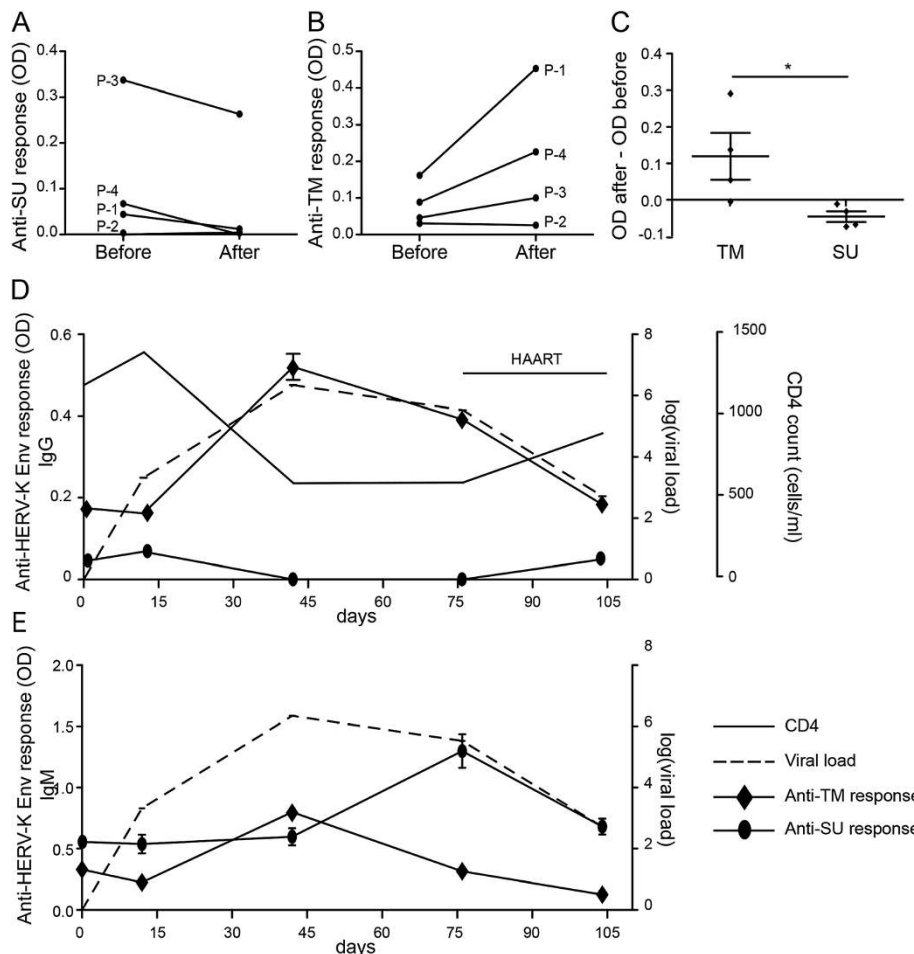 A
Anti-SU response (OD)
0.4
0.3
0.2
0.1
0.0
P-3
P-4
P-1
P-2
Before
After
B
Anti-TM response (OD)
0.5
0.4
0.3
0.2
0.1
0.0
P-1
P-4
P-3
P-2
Before
After
C
OD after - OD before
0.4
0.3
0.2
0.1
0.0
-0.1
*
TM
SU
D
Anti-HERV-K Env response (OD)
IgG
0.6
0.4
0.2
0
0
15
30
45
60
75
90
105
days
HAART
8
6
4
2
0
log(viral load)
1500
1000
500
0
CD4 count (cells/ml)
E
Anti-HERV-K Env response (OD)
IgM
2.0
1.5
1.0
0.5
0.0
0
15
30
45
60
75
90
105
days
8
6
4
2
0
log(viral load)
CD4
Viral load
Anti-TM response
Anti-SU response